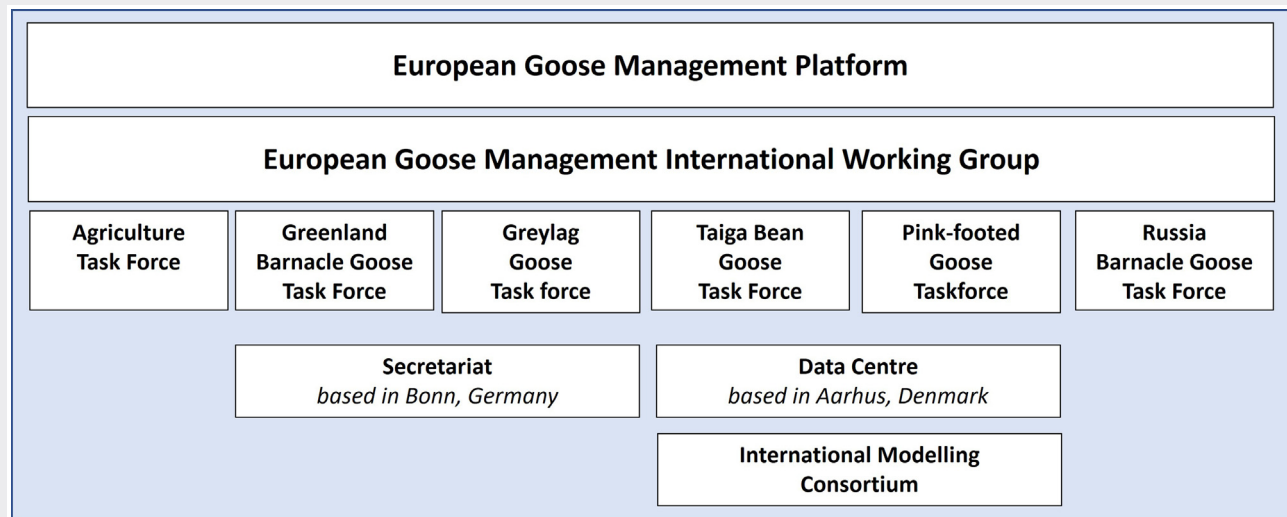 European Goose Management Platform
European Goose Management International Working Group
Agriculture
Task Force
Greenland
Barnacle Goose
Task Force
Greylag
Goose
Task force
Taiga Bean
Goose
Task Force
Pink-footed
Goose
Taskforce
Russia
Barnacle Goose
Task Force
Secretariat
based in Bonn, Germany
Data Centre
based in Aarhus, Denmark
International Modelling
Consortium